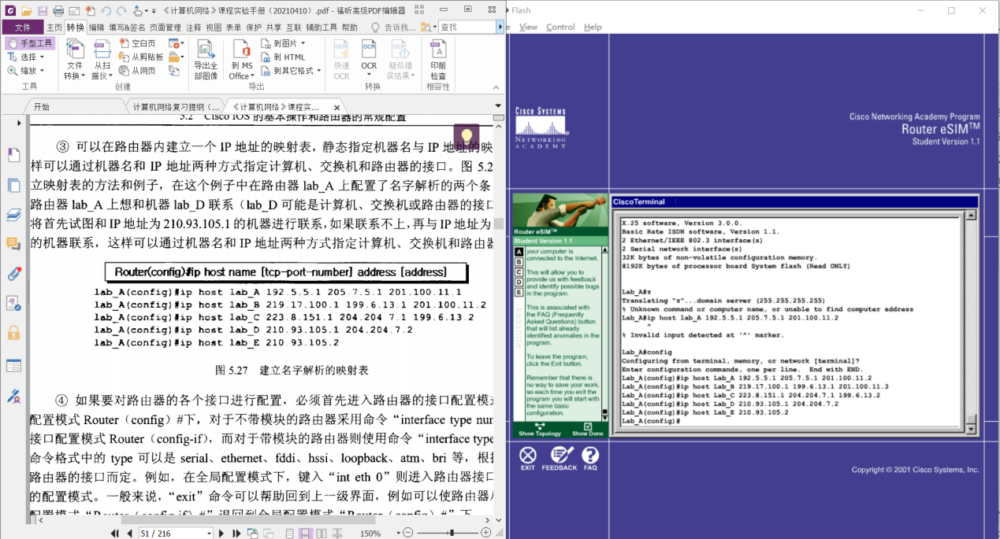 《计算机网络》课程实验手册（20210410）.pdf - 福昕高级PDF编辑器
文件 主页 转换 编辑 填写&签名 页面管理 注释 视图 表单 保护 共享 互联 辅助工具 帮助 告诉我... 查找
手型工具
选择
缩放
工具
文件
转换
从扫
描仪
空白页
从剪贴板
从网页
创建
导出全
部图像
到 MS
Office
到图片
到 HTML
到其它格式
导出
快速
OCR
OCR
疑似错
误结果
转换
印前
检查
相容性
开始
计算机网络复习提纲（...
《计算机网络》课程实...
5.2 Cisco IOS 的基本操作和路由器的常规配置
③ 可以在路由器内建立一个 IP 地址的映射表，静态指定机器名与 IP 地址的映
样可以通过机器名和 IP 地址两种方式指定计算机、交换机和路由器的接口。图 5.2
立映射表的方法和例子，在这个例子中在路由器 lab_A 上配置了名字解析的两个条
路由器 lab_A 上想和机器 lab_D 联系（lab_D 可能是计算机、交换机或路由器的接口
将首先试图和 IP 地址为 210.93.105.1 的机器进行联系，如果联系不上，再与 IP 地址为
的机器联系，这样可以通过机器名和 IP 地址两种方式指定计算机、交换机和路由器
Router(config)#ip host name [tcp-port-number] address [address]
lab_A(config)#ip host lab_A 192.5.5.1 205.7.5.1 201.100.11.1
lab_A(config)#ip host lab_B 219.17.100.1 199.6.13.1 201.100.11.2
lab_A(config)#ip host lab_C 223.8.151.1 204.204 7.1 199.6.13.2
lab_A(config)#ip host lab_D 210.93.105.1 204.204.7.2
lab_A(config)#ip host lab_E 210.93.105.2
图 5.27 建立名字解析的映射表
④ 如果要对路由器的各个接口进行配置，必须首先进入路由器的接口配置模式
配置模式 Router（config）#下，对于不带模块的路由器采用命令“interface type num
接口配置模式 Router（config-if），而对于带模块的路由器则使用命令“interface type
命令格式中的 type 可以是 serial、ethernet、fddi、hssi、loopback、atm、bri 等，根据
路由器的接口而定。例如，在全局配置模式下，键入“int eth 0”则进入路由器接口
的配置模式。一般来说，“exit”命令可以帮助回到上一级界面，例如可以使路由器从
配置模式“Router（config-if）#”退回到全局配置模式“Router（config）#”下
51 / 216
150%
Flash
e View Control Help
CISCO SYSTEMS
NETWORKING
ACADEMY
Cisco Networking Academy Program
Router eSIM™
Student Version 1.1
Router eSIM™
Student Version 1.1
A
B
C
D
E
ROUTERS
your computer is
connected to the Internet.
This will allow you to
provide us with feedback
and identify possible bugs
in the program.
This is associated with
the FAQ (Frequently
Asked Questions) button
that will list already
identified anomalies in the
program.
To leave the program,
click the Exit button.
Remember that there is
no way to save your work,
so each time you exit the
program you will start with
the same basic
configuration.
Show Topology Show Done
CiscoTerminal
X.25 software, Version 3.0.0.
Basic Rate ISDN software, Version 1.1.
2 Ethernet/IEEE 802.3 interface(s)
2 Serial network interface(s)
32K bytes of non-volatile configuration memory.
8192K bytes of processor board System flash (Read ONLY)
Lab_A#z
Translating "z"...domain server (255.255.255.255)
% Unknown command or computer name, or unable to find computer address
Lab_A#ip host lab_A 192.5.5.1 205.7.5.1 201.100.11.2
^
% Invalid input detected at '^' marker.
Lab_A#config
Configuring from terminal, memory, or network [terminal]?
Enter configuration commands, one per line. End with END.
Lab_A(config)#ip host Lab_A 192.5.5.1 205.7.5.1 201.100.11.2
Lab_A(config)#ip host Lab_B 219.17.100.1 199.6.13.1 201.100.11.3
Lab_A(config)#ip host Lab_C 223.8.151.1 204.204.7.1 199.6.13.2
Lab_A(config)#ip host Lab_D 210.93.105.1 204.204.7.2
Lab_A(config)#ip host Lab_E 210.93.105.2
Lab_A(config)#
EXIT FEEDBACK FAQ
Copyright © 2001 Cisco Systems, Inc.